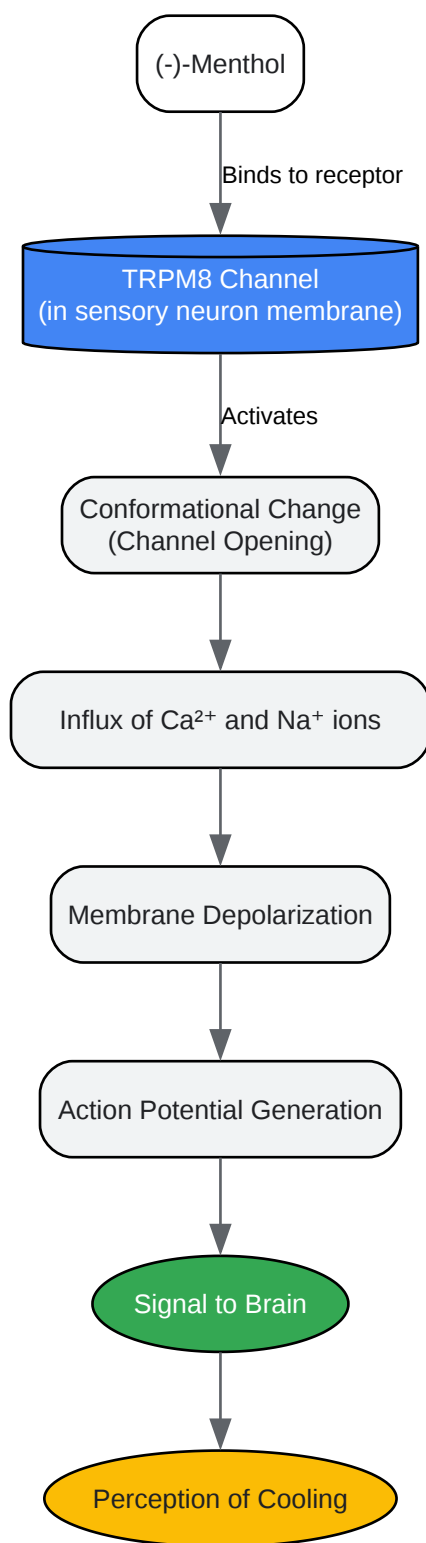 (-)-Menthol
Binds to receptor
TRPM8 Channel
(in sensory neuron membrane)
Activates
Conformational Change
(Channel Opening)
Influx of Ca²⁺ and Na⁺ ions
Membrane Depolarization
Action Potential Generation
Signal to Brain
Perception of Cooling